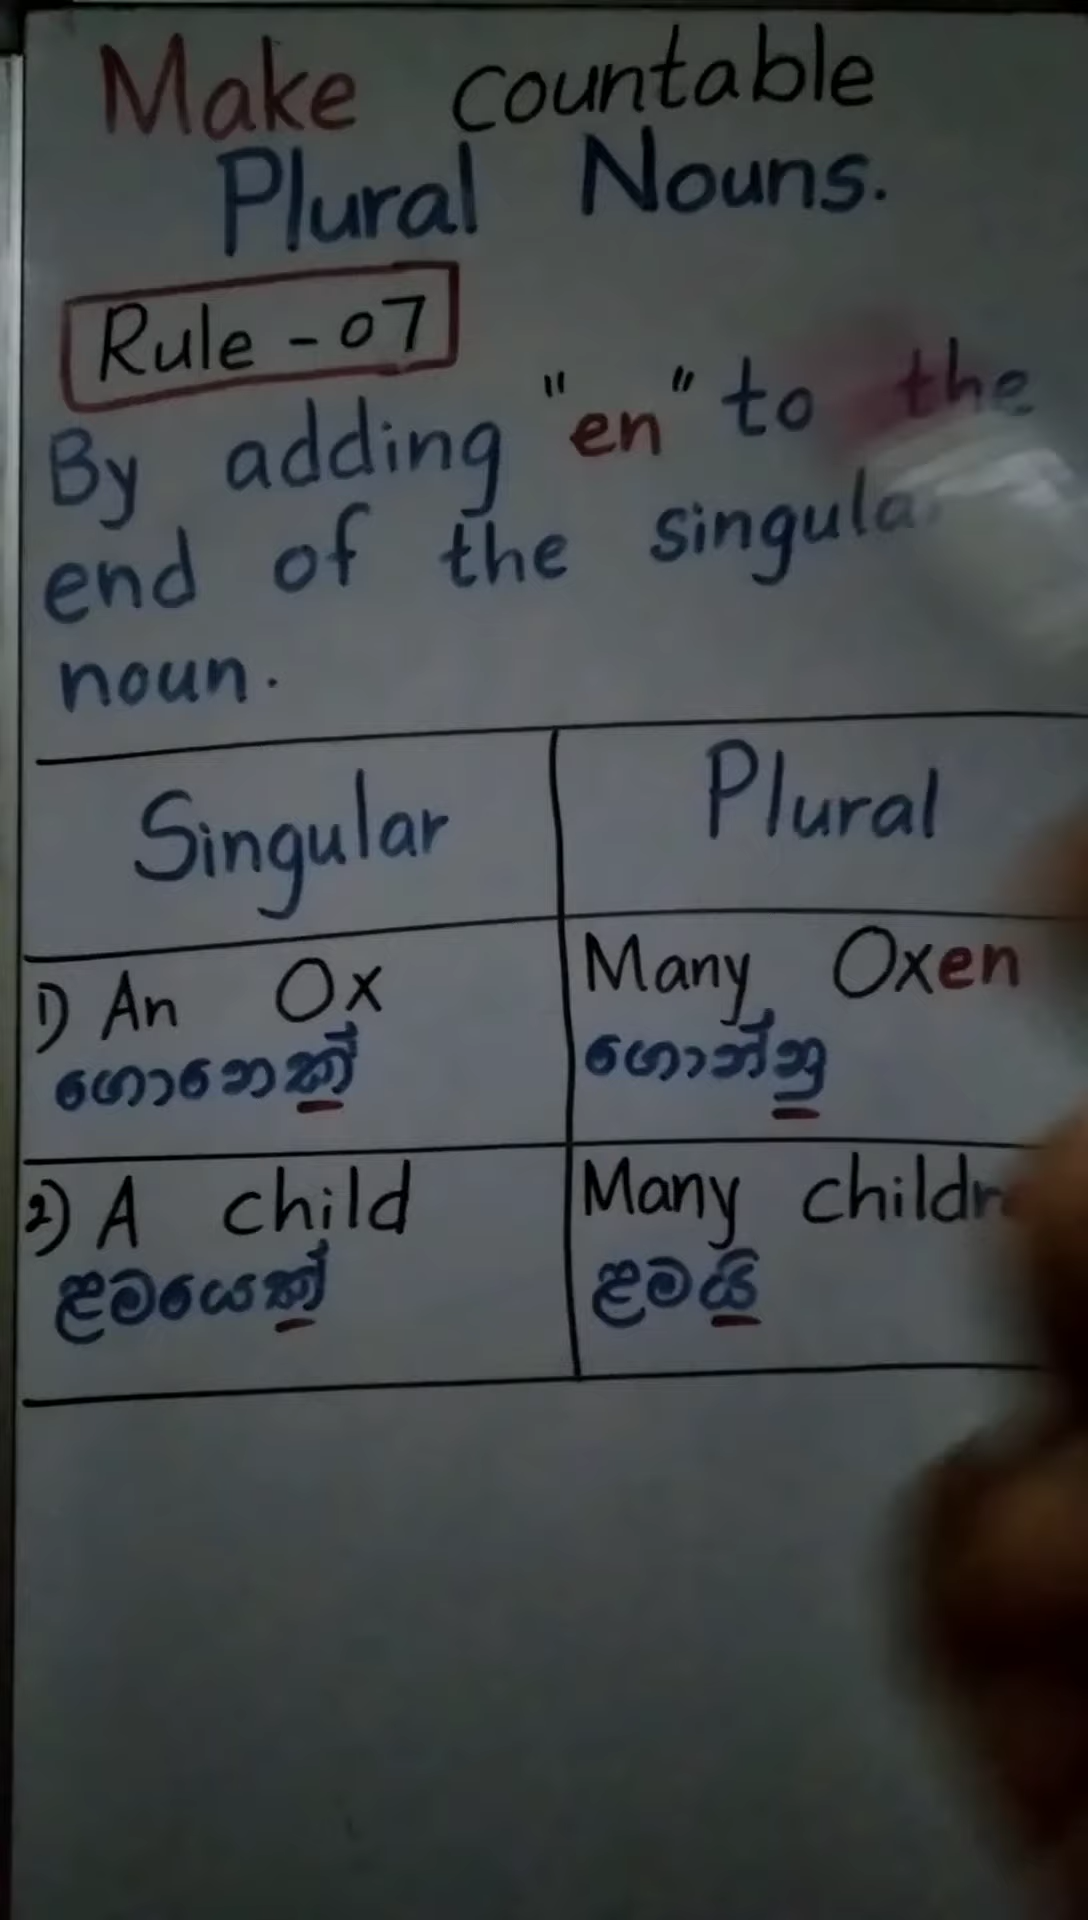 Make countable
Plural Nouns.
Rule - 07
By adding "en" to the
end of the singula
noun.
Singular Plural
1) An Ox Many Oxen
ගොනෙක් ගොන්නු
2) A child Many childr
ළමයෙක් ළමයි